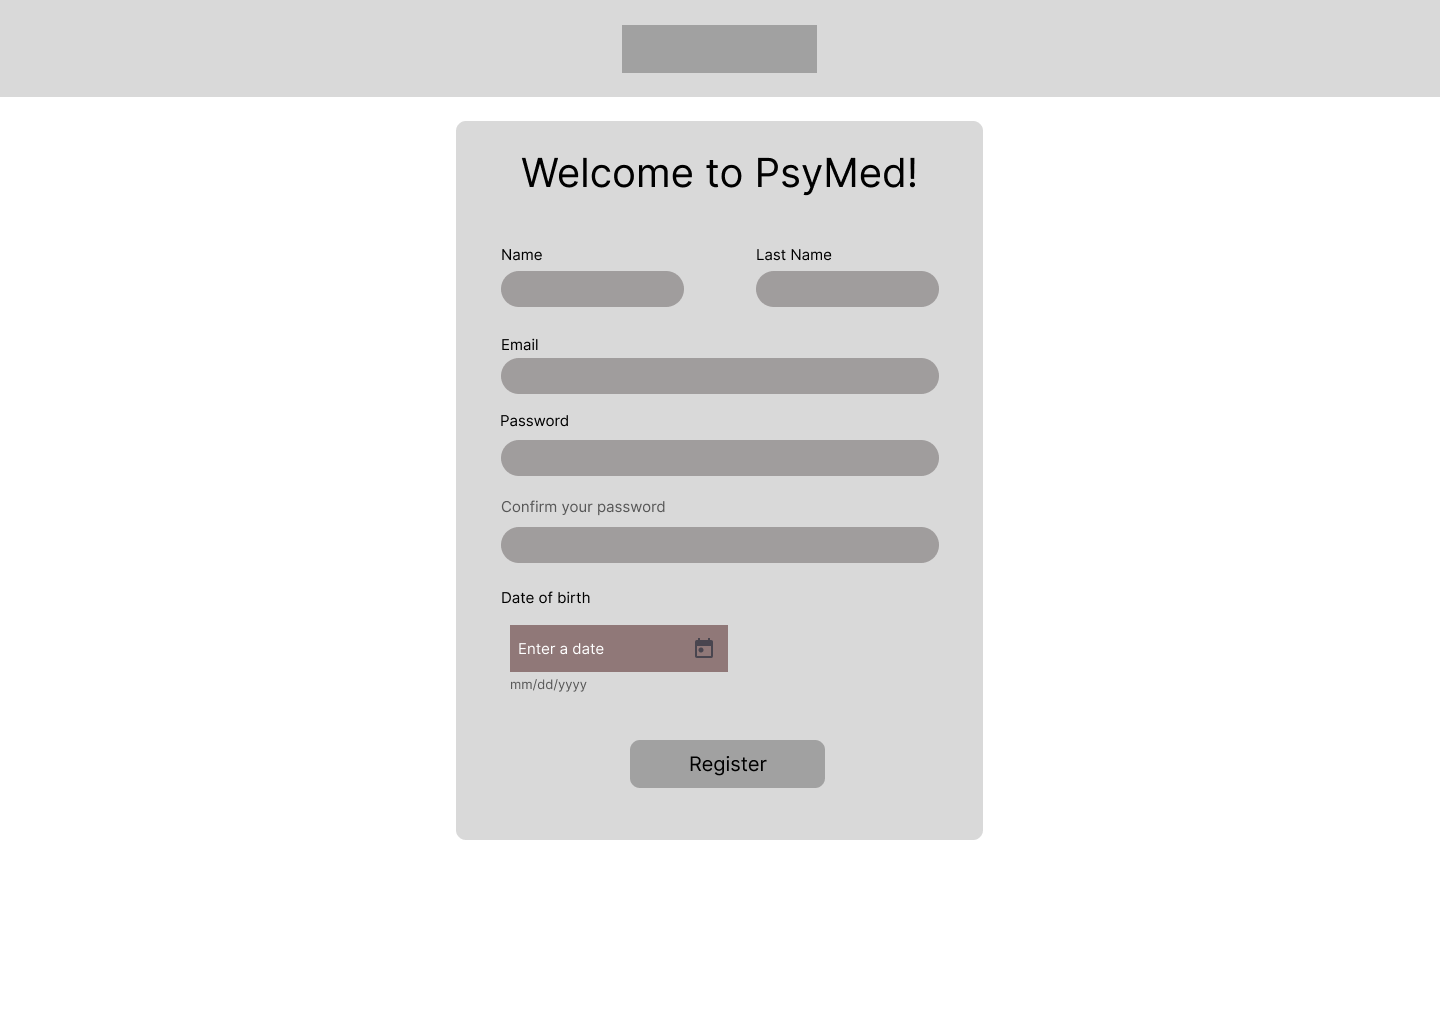 Welcome to PsyMed!
Name
Last Name
Email
Password
Confirm your password
Date of birth
Enter a date
mm/dd/yyyy
Register